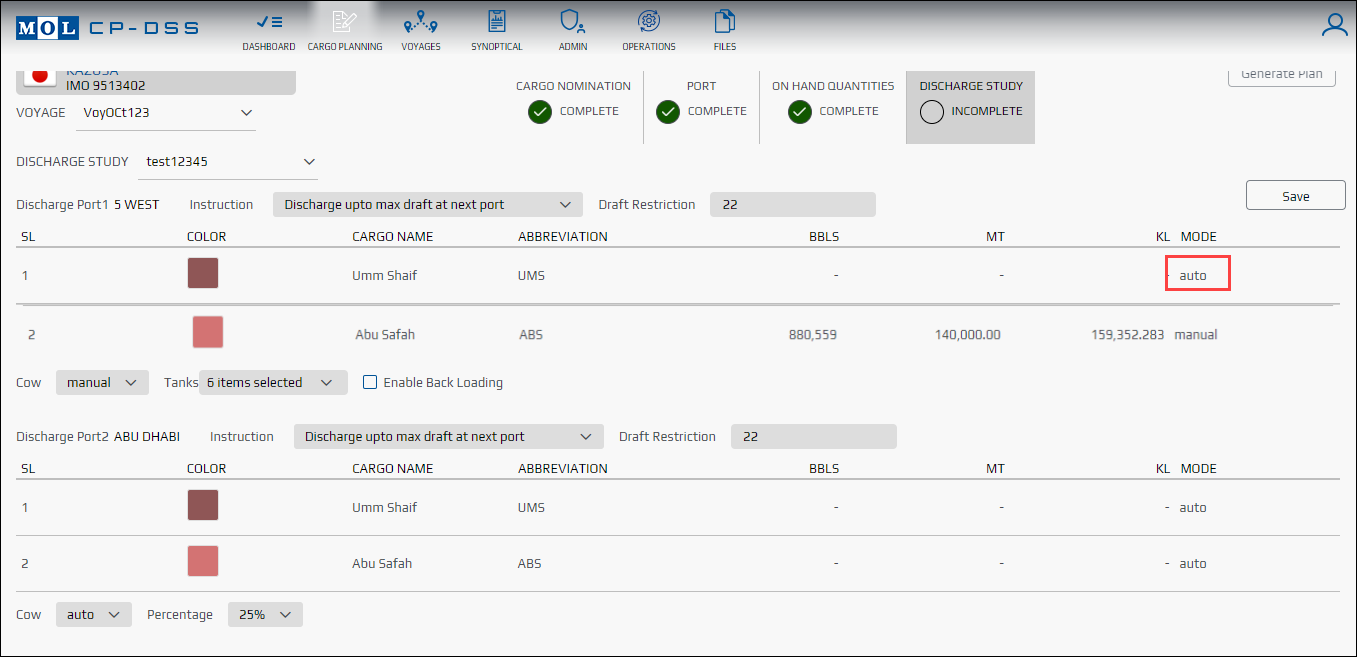 MOL CP-DSS
DASHBOARD CARGO PLANNING VOYAGES SYNOPTICAL ADMIN OPERATIONS FILES
KAZUSA
IMO 9513402
CARGO NOMINATION PORT ON HAND QUANTITIES DISCHARGE STUDY
COMPLETE COMPLETE COMPLETE INCOMPLETE
Generate Plan
VOYAGE VoyOCt123
DISCHARGE STUDY test12345
Save
Discharge Port1 5 WEST Instruction Discharge upto max draft at next port Draft Restriction 22
SL COLOR CARGO NAME ABBREVIATION BBLS MT KL MODE
1 Umm Shaif UMS - - - auto
2 Abu Safah ABS 880,559 140,000.00 159,352.283 manual
Cow manual Tanks 6 items selected Enable Back Loading
Discharge Port2 ABU DHABI Instruction Discharge upto max draft at next port Draft Restriction 22
SL COLOR CARGO NAME ABBREVIATION BBLS MT KL MODE
1 Umm Shaif UMS - - - auto
2 Abu Safah ABS - - - auto
Cow auto Percentage 25%